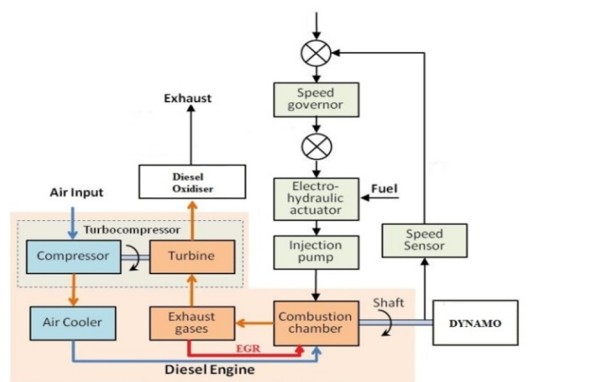 Speed
governor
Exhaust
Diesel
Oxidiser
Electro-
hydraulic
actuator
Fuel
Air Input
Turbocompressor
Compressor
Turbine
Injection
pump
Speed
Sensor
Air Cooler
Exhaust
gases
Combustion
chamber
Shaft
DYNAMO
EGR
Diesel Engine